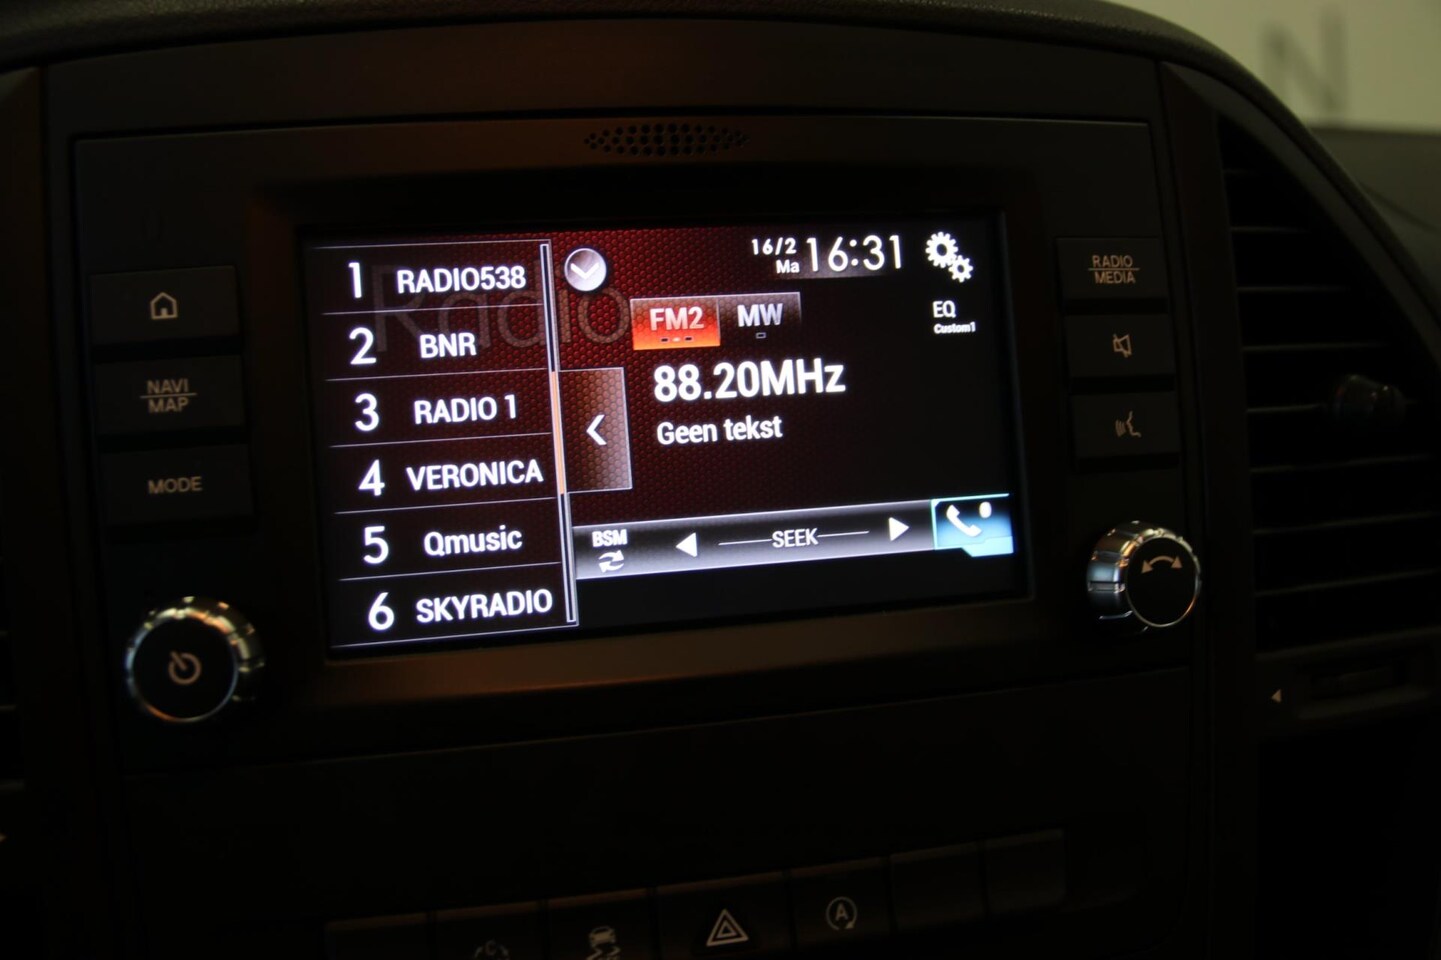 16/2
Ma
16:31
1 RADIO538
2 BNR
3 RADIO 1
4 VERONICA
5 Qmusic
6 SKYRADIO
Radio
FM2
MW
EQ
Custom1
88.20MHz
Geen tekst
BSM
SEEK
NAVI
MAP
MODE
RADIO
MEDIA
A
C
N